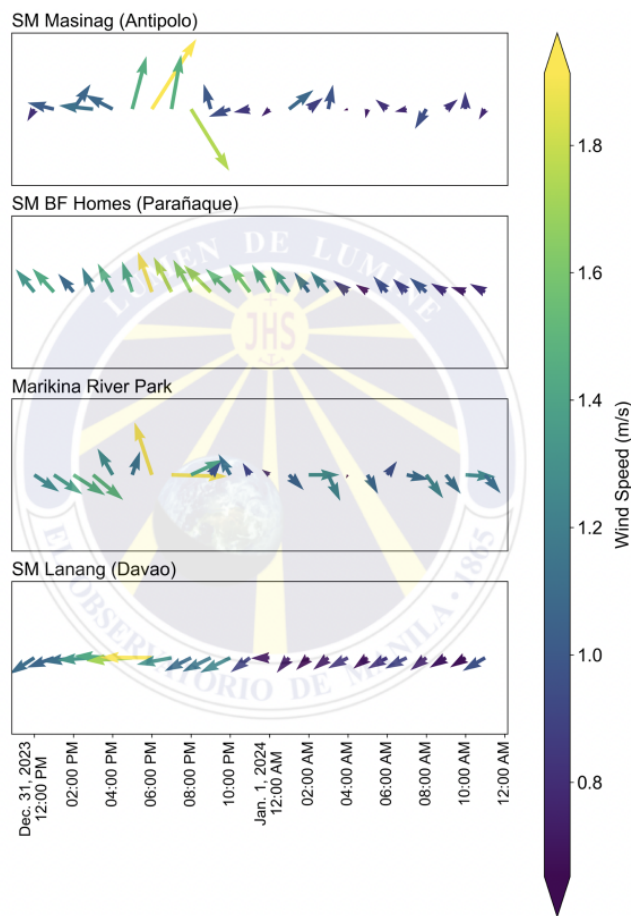 SM Masinag (Antipolo)
SM BF Homes (Parañaque)
LUMEN DE LUMINE
JHS
Marikina River Park
EL OBSERVATORIO DE MANILA • 1865
SM Lanang (Davao)
Dec. 31, 2023
12:00 PM
02:00 PM
04:00 PM
06:00 PM
08:00 PM
10:00 PM
Jan. 1, 2024
12:00 AM
02:00 AM
04:00 AM
06:00 AM
08:00 AM
10:00 AM
12:00 AM
1.8
1.6
1.4
1.2
1.0
0.8
Wind Speed (m/s)